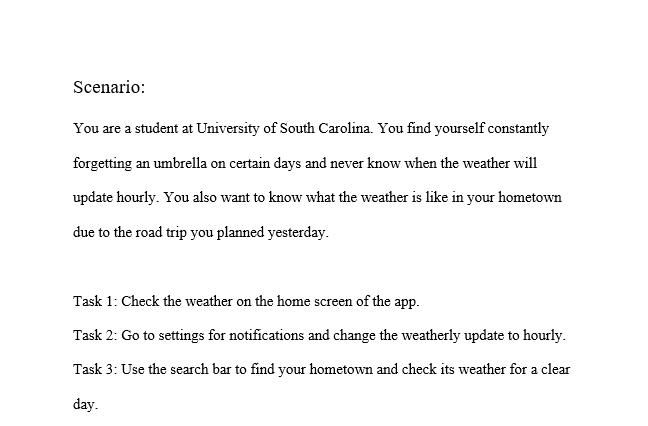 Scenario:
You are a student at University of South Carolina. You find yourself constantly
forgetting an umbrella on certain days and never know when the weather will
update hourly. You also want to know what the weather is like in your hometown
due to the road trip you planned yesterday.
Task 1: Check the weather on the home screen of the app.
Task 2: Go to settings for notifications and change the weatherly update to hourly.
Task 3: Use the search bar to find your hometown and check its weather for a clear
day.